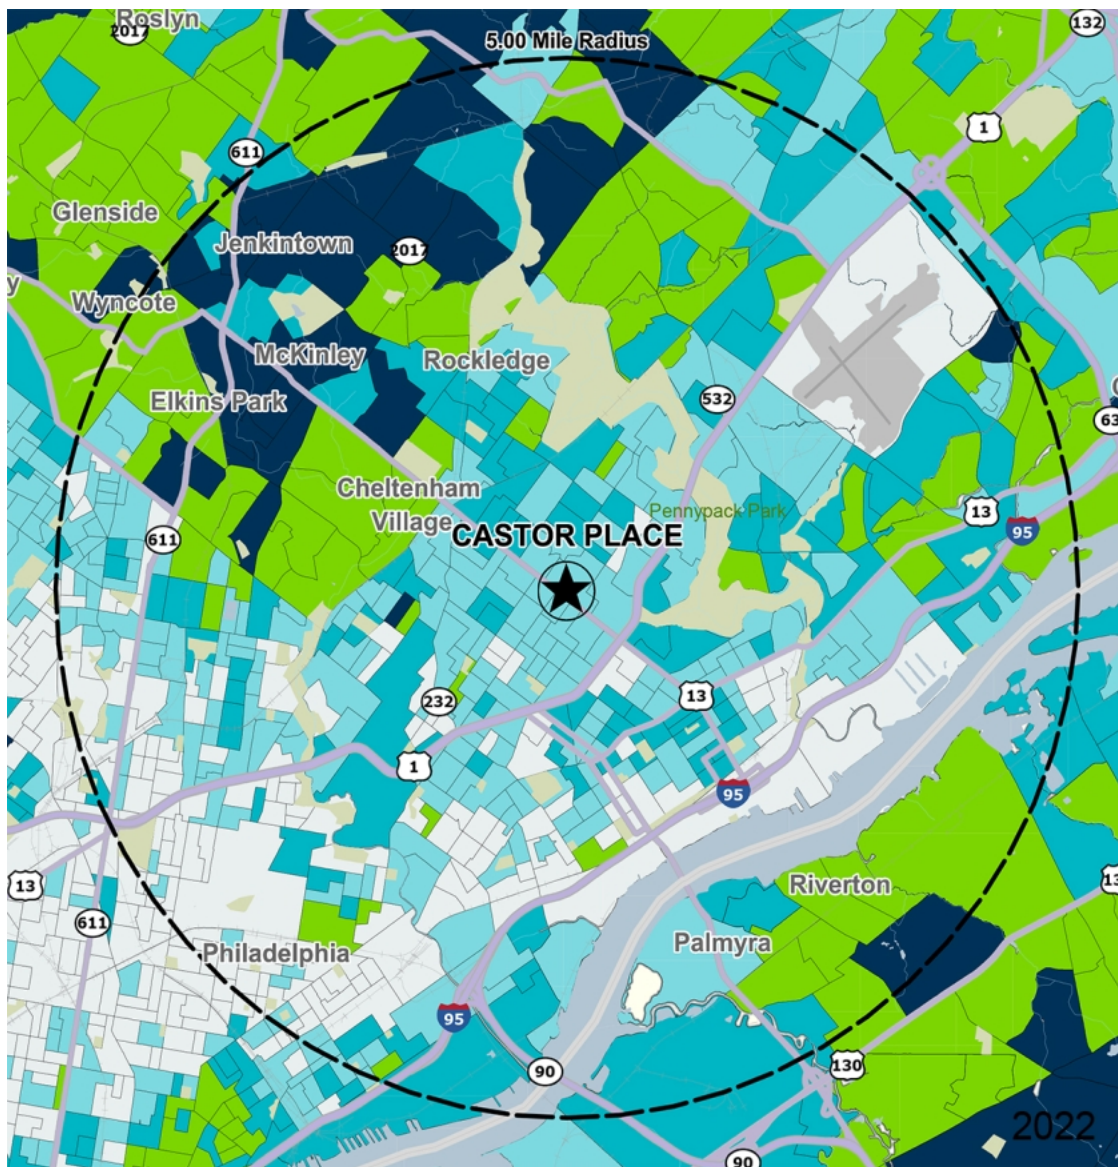 Roslyn
2017
132
5.00 Mile Radius
1
611
Glenside
Jenkintown
2017
y
Wyncote
McKinley
Rockledge
Elkins Park
532
63
Cheltenham
Village
Pennypack Park
13
95
CASTOR PLACE
611
232
13
1
95
13
Riverton
13
611
Philadelphia
Palmyra
95
90
130
2022
90